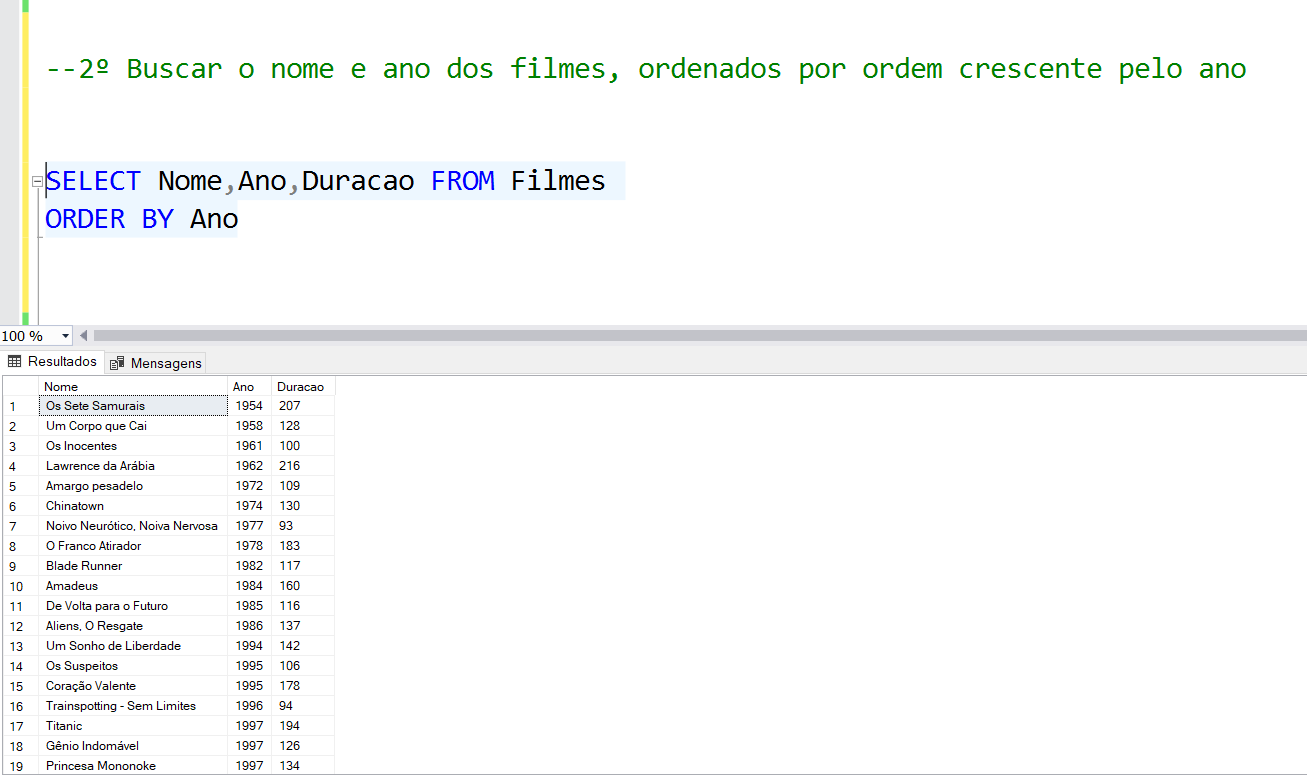 --2º Buscar o nome e ano dos filmes, ordenados por ordem crescente pelo ano
SELECT Nome,Ano,Duracao FROM Filmes
ORDER BY Ano
100 %
Resultados Mensagens
Nome Ano Duracao
1 Os Sete Samurais 1954 207
2 Um Corpo que Cai 1958 128
3 Os Inocentes 1961 100
4 Lawrence da Arábia 1962 216
5 Amargo pesadelo 1972 109
6 Chinatown 1974 130
7 Noivo Neurótico, Noiva Nervosa 1977 93
8 O Franco Atirador 1978 183
9 Blade Runner 1982 117
10 Amadeus 1984 160
11 De Volta para o Futuro 1985 116
12 Aliens, O Resgate 1986 137
13 Um Sonho de Liberdade 1994 142
14 Os Suspeitos 1995 106
15 Coração Valente 1995 178
16 Trainspotting - Sem Limites 1996 94
17 Titanic 1997 194
18 Gênio Indomável 1997 126
19 Princesa Mononoke 1997 134